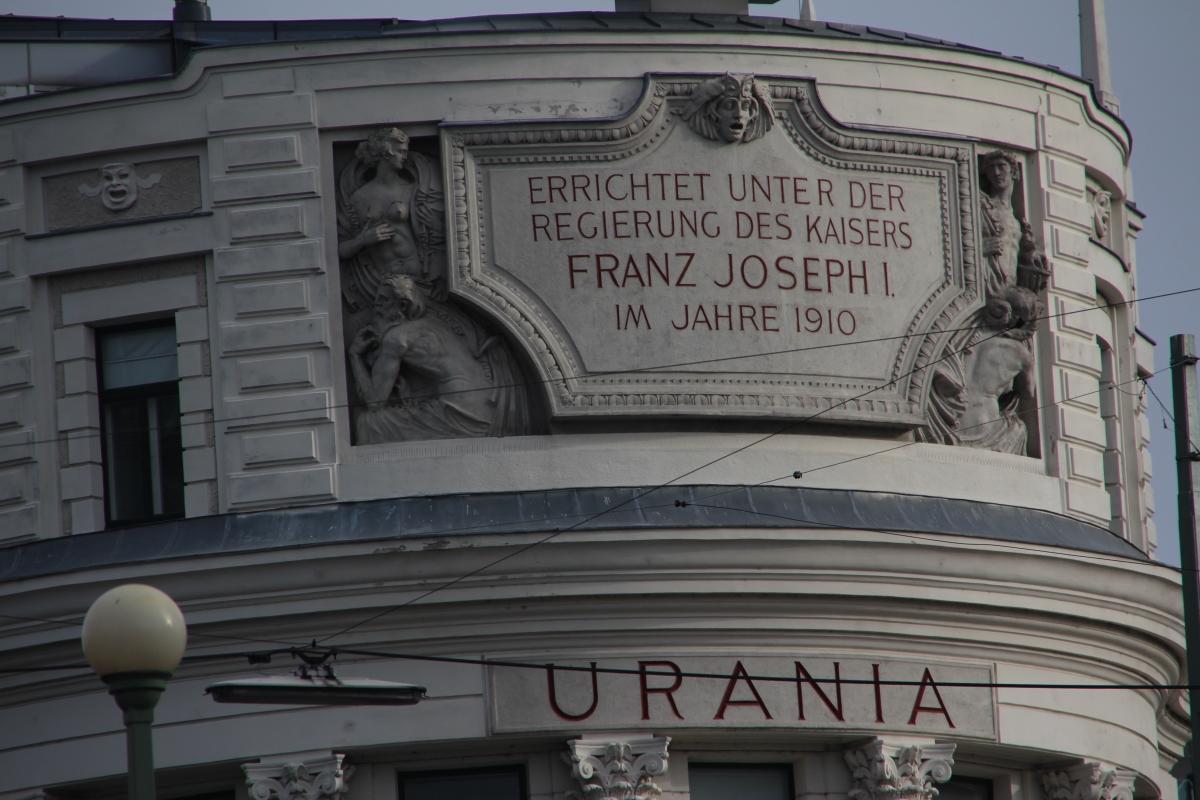 ERRICHTET UNTER DER
REGIERUNG DES KAISERS
FRANZ JOSEPH I.
IM JAHRE 1910
URANIA